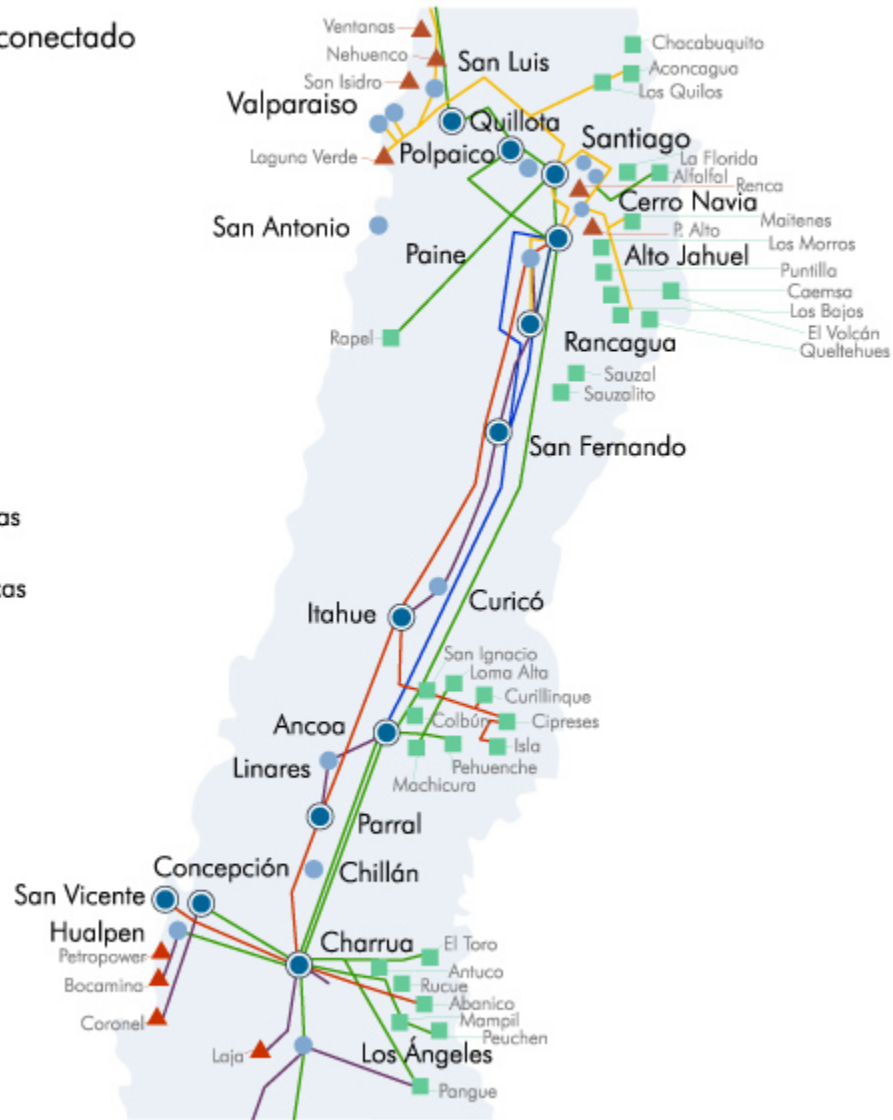 conectado
Ventanas
Nehuenco
San Isidro
San Luis
Chacabuquito
Aconcagua
Los Quilos
Valparaiso
Quillota
Laguna Verde
Polpaico
Santiago
La Florida
Alfalfal
Renca
Cerro Navia
San Antonio
Maitenes
P. Alto
Los Morros
Paine
Alto Jahuel
Puntilla
Caemsa
Los Bajos
El Volcán
Queltehues
Rapel
Rancagua
Sauzal
Sauzalito
San Fernando
as
cas
Itahue
Curicó
San Ignacio
Loma Alta
Curillinque
Colbún
Cipreses
Ancoa
Isla
Linares
Pehuenche
Machicura
Parral
Concepción
Chillán
San Vicente
Hualpen
Charrua
El Toro
Petropower
Antuco
Bocamina
Rucue
Abanico
Coronel
Mampil
Peuchen
Laja
Los Ángeles
Pangue